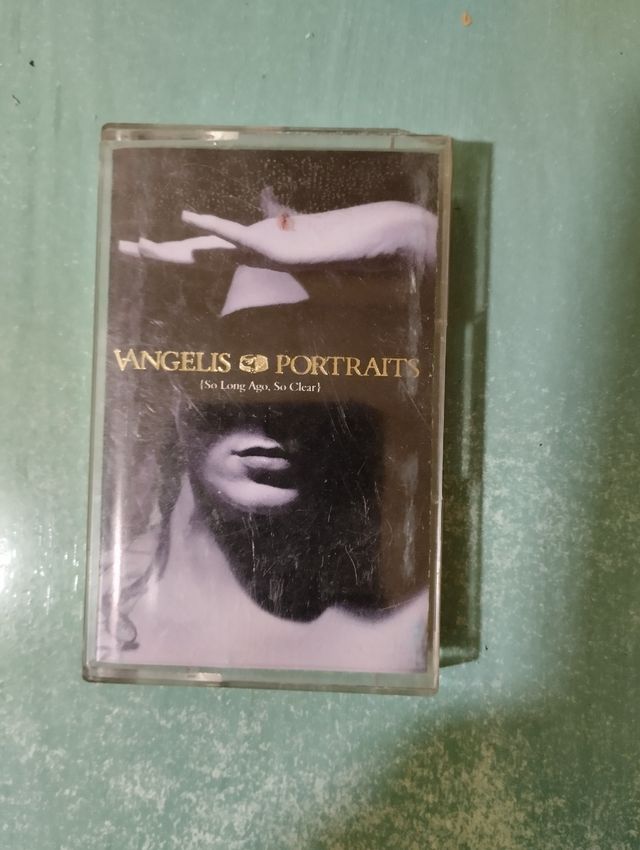 VANGELIS PORTRAITS
{So Long Ago, So Clear}